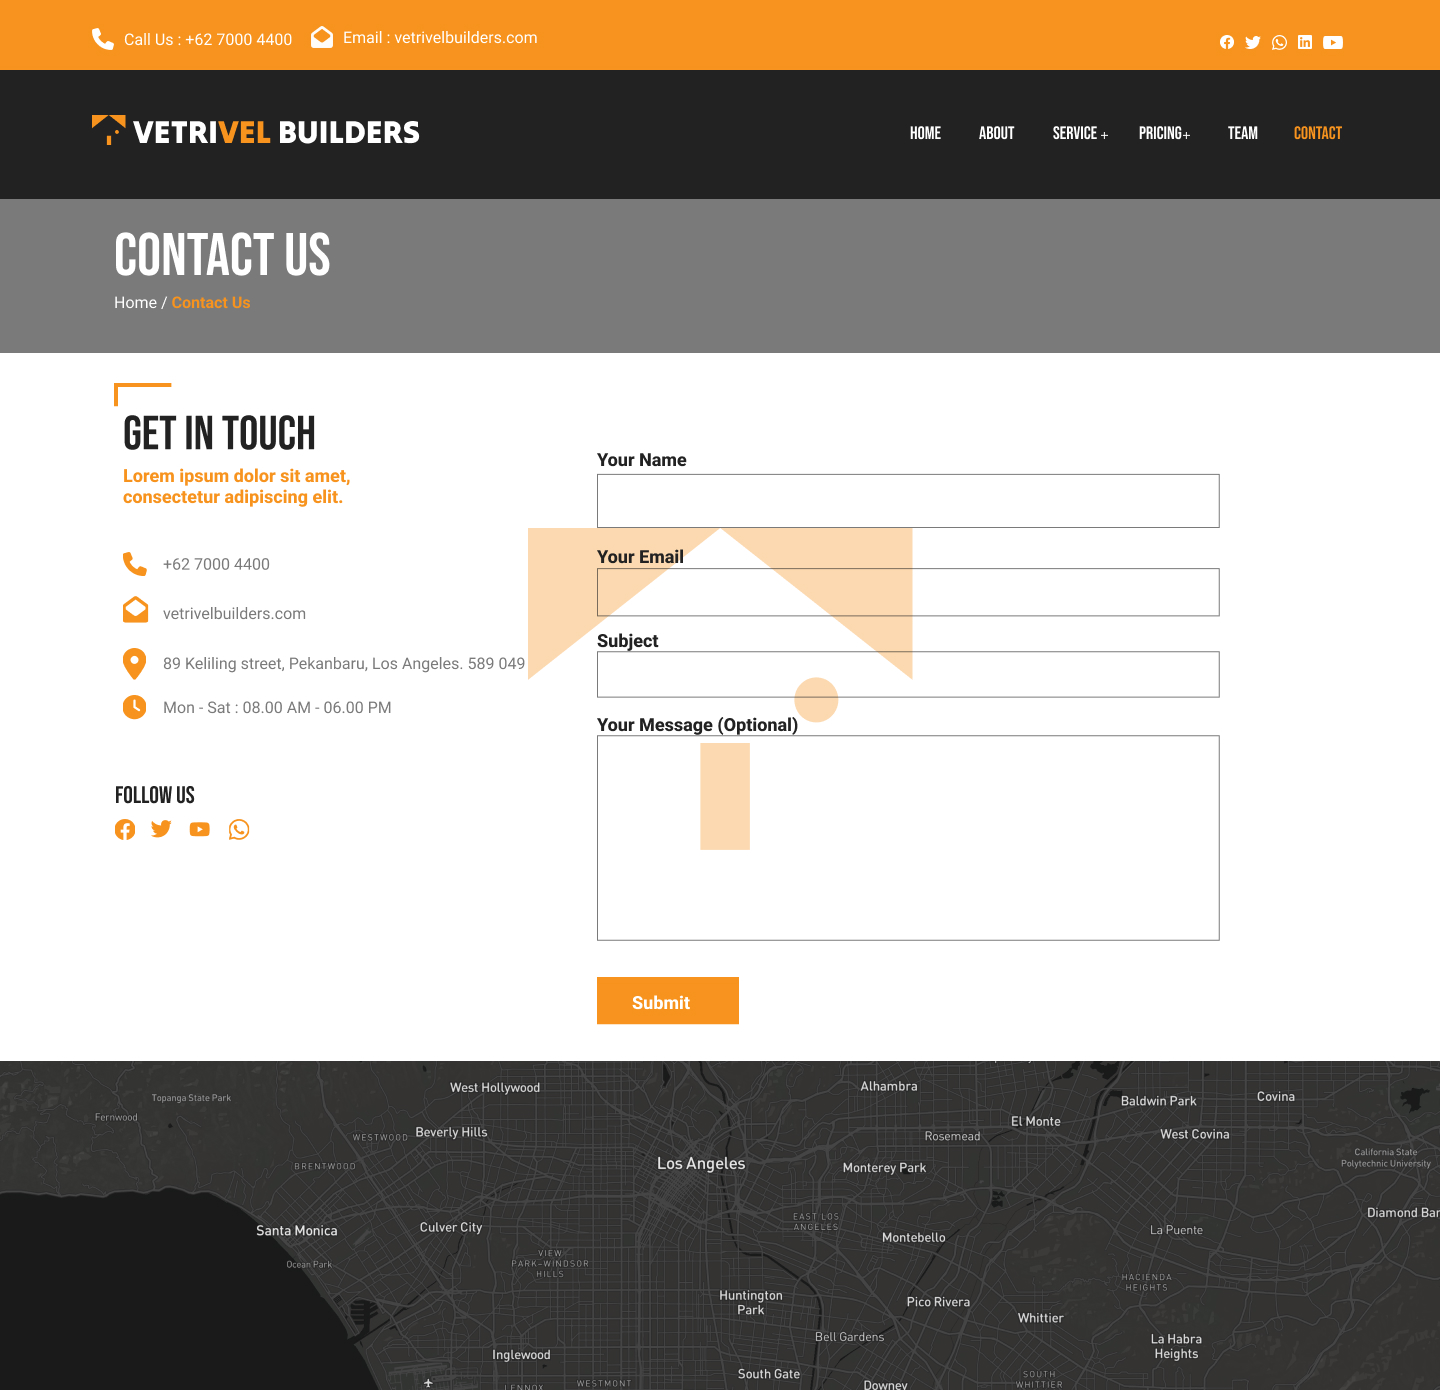 Call Us : +62 7000 4400
Email : vetrivelbuilders.com
VETRIVEL BUILDERS
HOME
ABOUT
SERVICE +
PRICING+
TEAM
CONTACT
CONTACT US
Home / Contact Us
GET IN TOUCH
Lorem ipsum dolor sit amet,
consectetur adipiscing elit.
+62 7000 4400
vetrivelbuilders.com
89 Keliling street, Pekanbaru, Los Angeles. 589 049
Mon - Sat : 08.00 AM - 06.00 PM
FOLLOW US
Your Name
Your Email
Subject
Your Message (Optional)
Submit
West Hollywood
Alhambra
Topanga State Park
Covina
Baldwin Park
Fernwood
El Monte
WESTWOOD
Beverly Hills
Rosemead
West Covina
BRENTWOOD
Los Angeles
Monterey Park
California State
Polytechnic University
Diamond Bar
Santa Monica
Culver City
EAST LOS
ANGELES
Montebello
La Puente
Ocean Park
VIEW
PARK–WINDSOR
HILLS
HACIENDA
HEIGHTS
Huntington
Park
Pico Rivera
Whittier
Bell Gardens
La Habra
Heights
Inglewood
South Gate
SOUTH
WHITTIER
LENNOX
WESTMONT
Downey